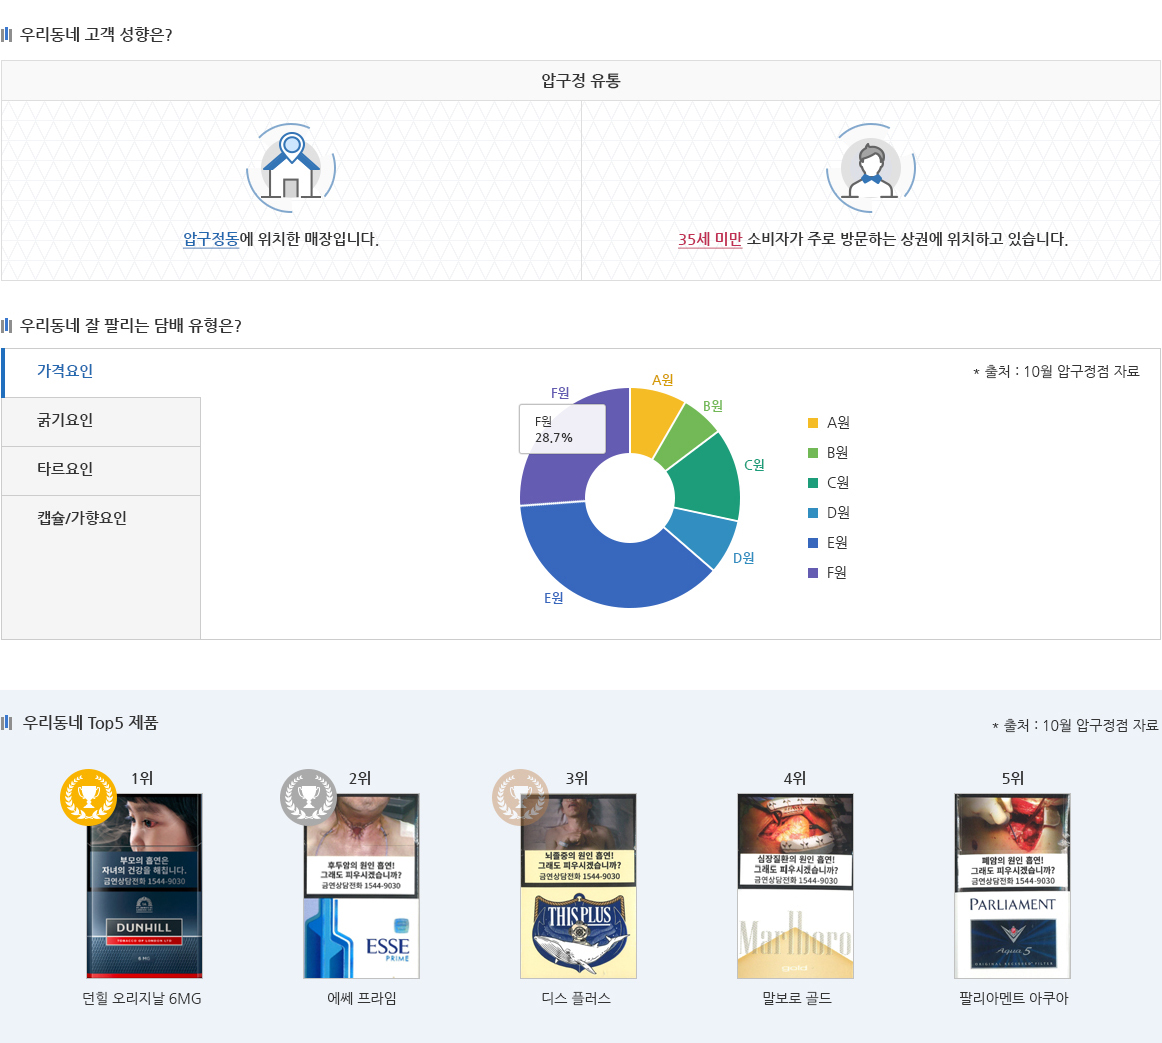 우리동네 고객 성향은?
압구정 유통
압구정동에 위치한 매장입니다.
35세 미만 소비자가 주로 방문하는 상권에 위치하고 있습니다.
우리동네 잘 팔리는 담배 유형은?
가격요인
굵기요인
타르요인
캡슐/가향요인
* 출처 : 10월 압구정점 자료
A원
B원
C원
D원
E원
F원
F원
28.7%
A원
B원
C원
D원
E원
F원
우리동네 Top5 제품
* 출처 : 10월 압구정점 자료
1위
부모의 흡연은
자녀의 건강을 해칩니다.
금연상담전화 1544-9030
DUNHILL
TOBACCO OF LONDON LTD
6 MG
던힐 오리지날 6MG
2위
후두암의 원인 흡연!
그래도 피우시겠습니까?
금연상담전화 1544-9030
ESSE
PRIME
에쎄 프라임
3위
뇌졸중의 원인 흡연!
그래도 피우시겠습니까?
금연상담전화 1544-9030
THIS PLUS
디스 플러스
4위
심장질환의 원인 흡연!
그래도 피우시겠습니까?
금연상담전화 1544-9030
Marlboro
gold
말보로 골드
5위
폐암의 원인 흡연!
그래도 피우시겠습니까?
금연상담전화 1544-9030
PARLIAMENT
Aqua 5
팔리아멘트 아쿠아